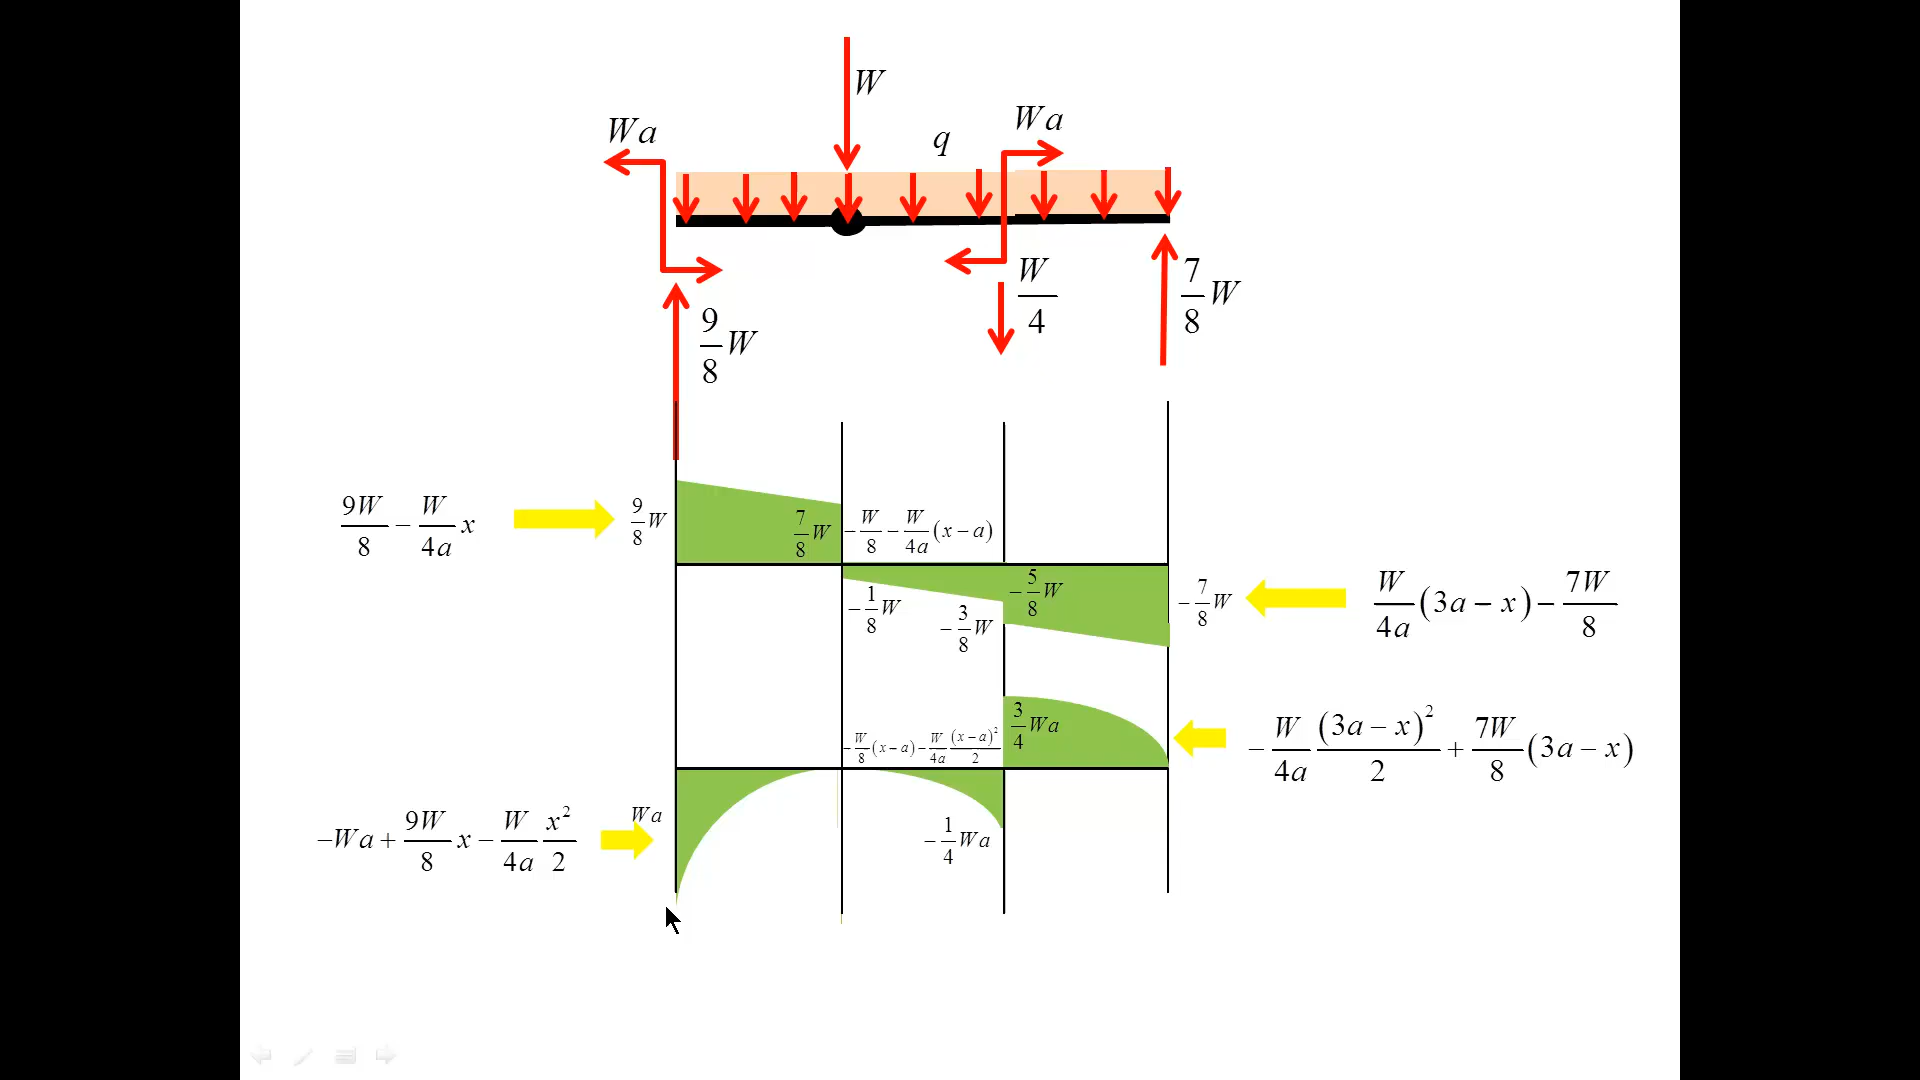 W
Wa
q
Wa
W/4
7/8 W
9/8 W
9W/8 − W/4a x
9/8 W
7/8 W
−W/8 − W/4a (x − a)
−1/8 W
−3/8 W
−5/8 W
−7/8 W
W/4a (3a − x) − 7W/8
−W/8 (x − a) − W/4a (x − a)²/2
3/4 Wa
−W/4a (3a − x)²/2 + 7W/8 (3a − x)
−Wa + 9W/8 x − W/4a x²/2
Wa
−1/4 Wa